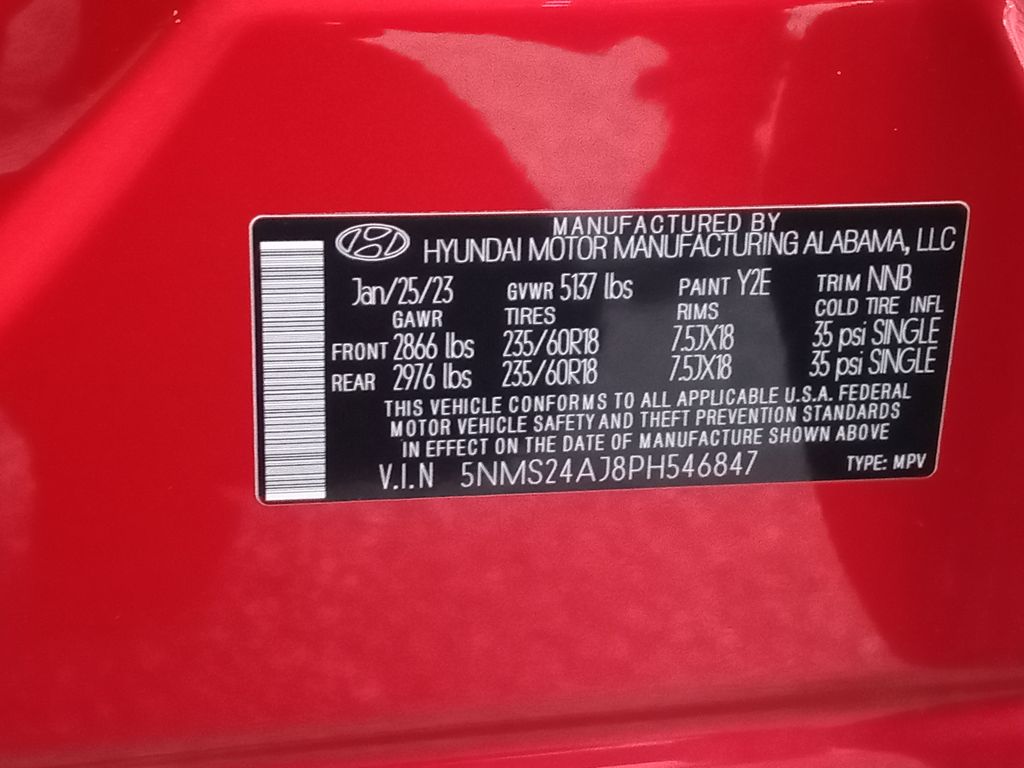 MANUFACTURED BY
HYUNDAI MOTOR MANUFACTURING ALABAMA, LLC
Jan/25/23 GVWR 5137 lbs PAINT Y2E TRIM NNB
GAWR TIRES RIMS COLD TIRE INFL
FRONT 2866 lbs 235/60R18 7.5JX18 35 psi SINGLE
REAR 2976 lbs 235/60R18 7.5JX18 35 psi SINGLE
THIS VEHICLE CONFORMS TO ALL APPLICABLE U.S.A. FEDERAL
MOTOR VEHICLE SAFETY AND THEFT PREVENTION STANDARDS
IN EFFECT ON THE DATE OF MANUFACTURE SHOWN ABOVE
V.I.N 5NMS24AJ8PH546847 TYPE: MPV